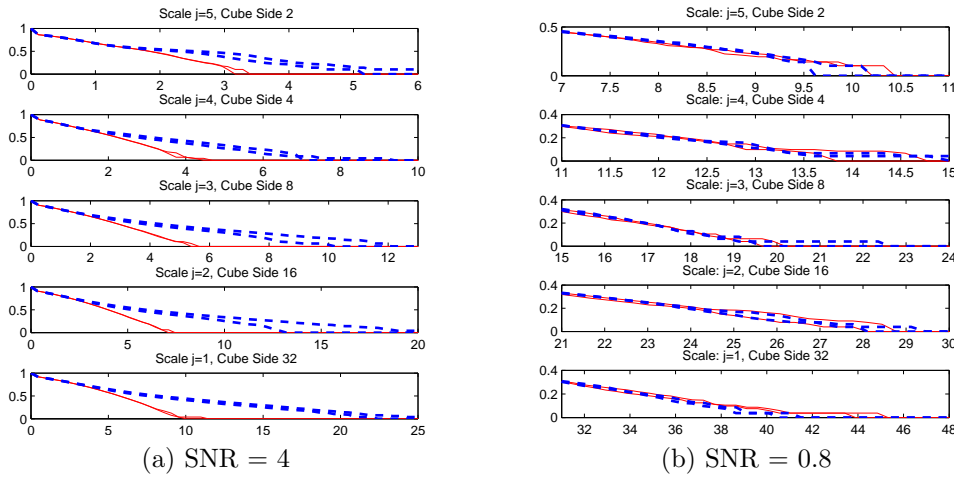 Scale j=5, Cube Side 2
1
0.5
0
0 1 2 3 4 5 6
Scale j=4, Cube Side 4
1
0.5
0
0 2 4 6 8 10
Scale j=3, Cube Side 8
1
0.5
0
0 2 4 6 8 10 12
Scale j=2, Cube Side 16
1
0.5
0
0 5 10 15 20
Scale j=1, Cube Side 32
1
0.5
0
0 5 10 15 20 25
(a) SNR = 4
Scale: j=5, Cube Side 2
0.5
0
7 7.5 8 8.5 9 9.5 10 10.5 11
Scale: j=4, Cube Side 4
0.4
0.2
0
11 11.5 12 12.5 13 13.5 14 14.5 15
Scale: j=3, Cube Side 8
0.4
0.2
0
15 16 17 18 19 20 21 22 23 24
Scale: j=2, Cube Side 16
0.4
0.2
0
21 22 23 24 25 26 27 28 29 30
Scale: j=1, Cube Side 32
0.4
0.2
0
32 34 36 38 40 42 44 46 48
(b) SNR = 0.8